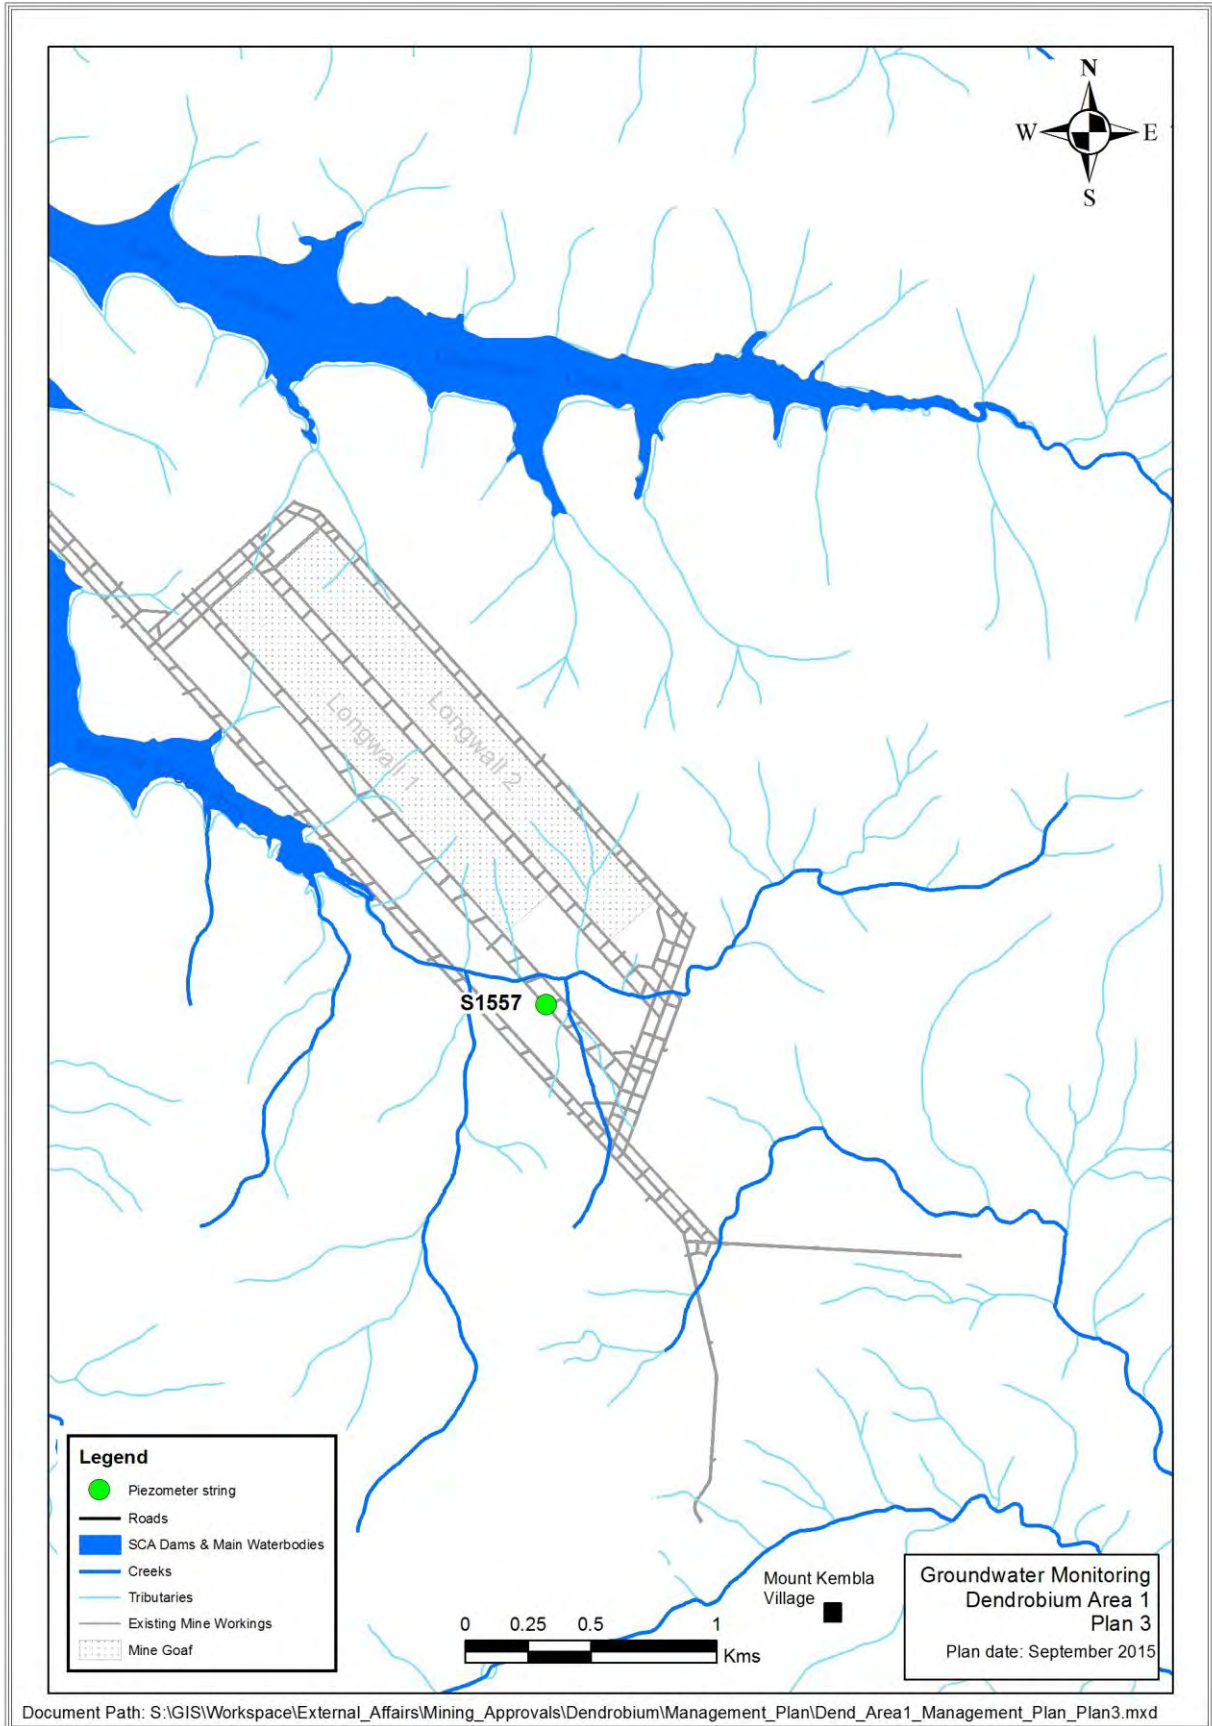 N
W
E
S
Longwall 1
Longwall 2
S1557
Legend
Piezometer string
Roads
SCA Dams & Main Waterbodies
Creeks
Tributaries
Existing Mine Workings
Mine Goaf
0 0.25 0.5 1
Kms
Mount Kembla
Village
Groundwater Monitoring
Dendrobium Area 1
Plan 3
Plan date: September 2015
Document Path: S:\GIS\Workspace\External_Affairs\Mining_Approvals\Dendrobium\Management_Plan\Dend_Area1_Management_Plan_Plan3.mxd